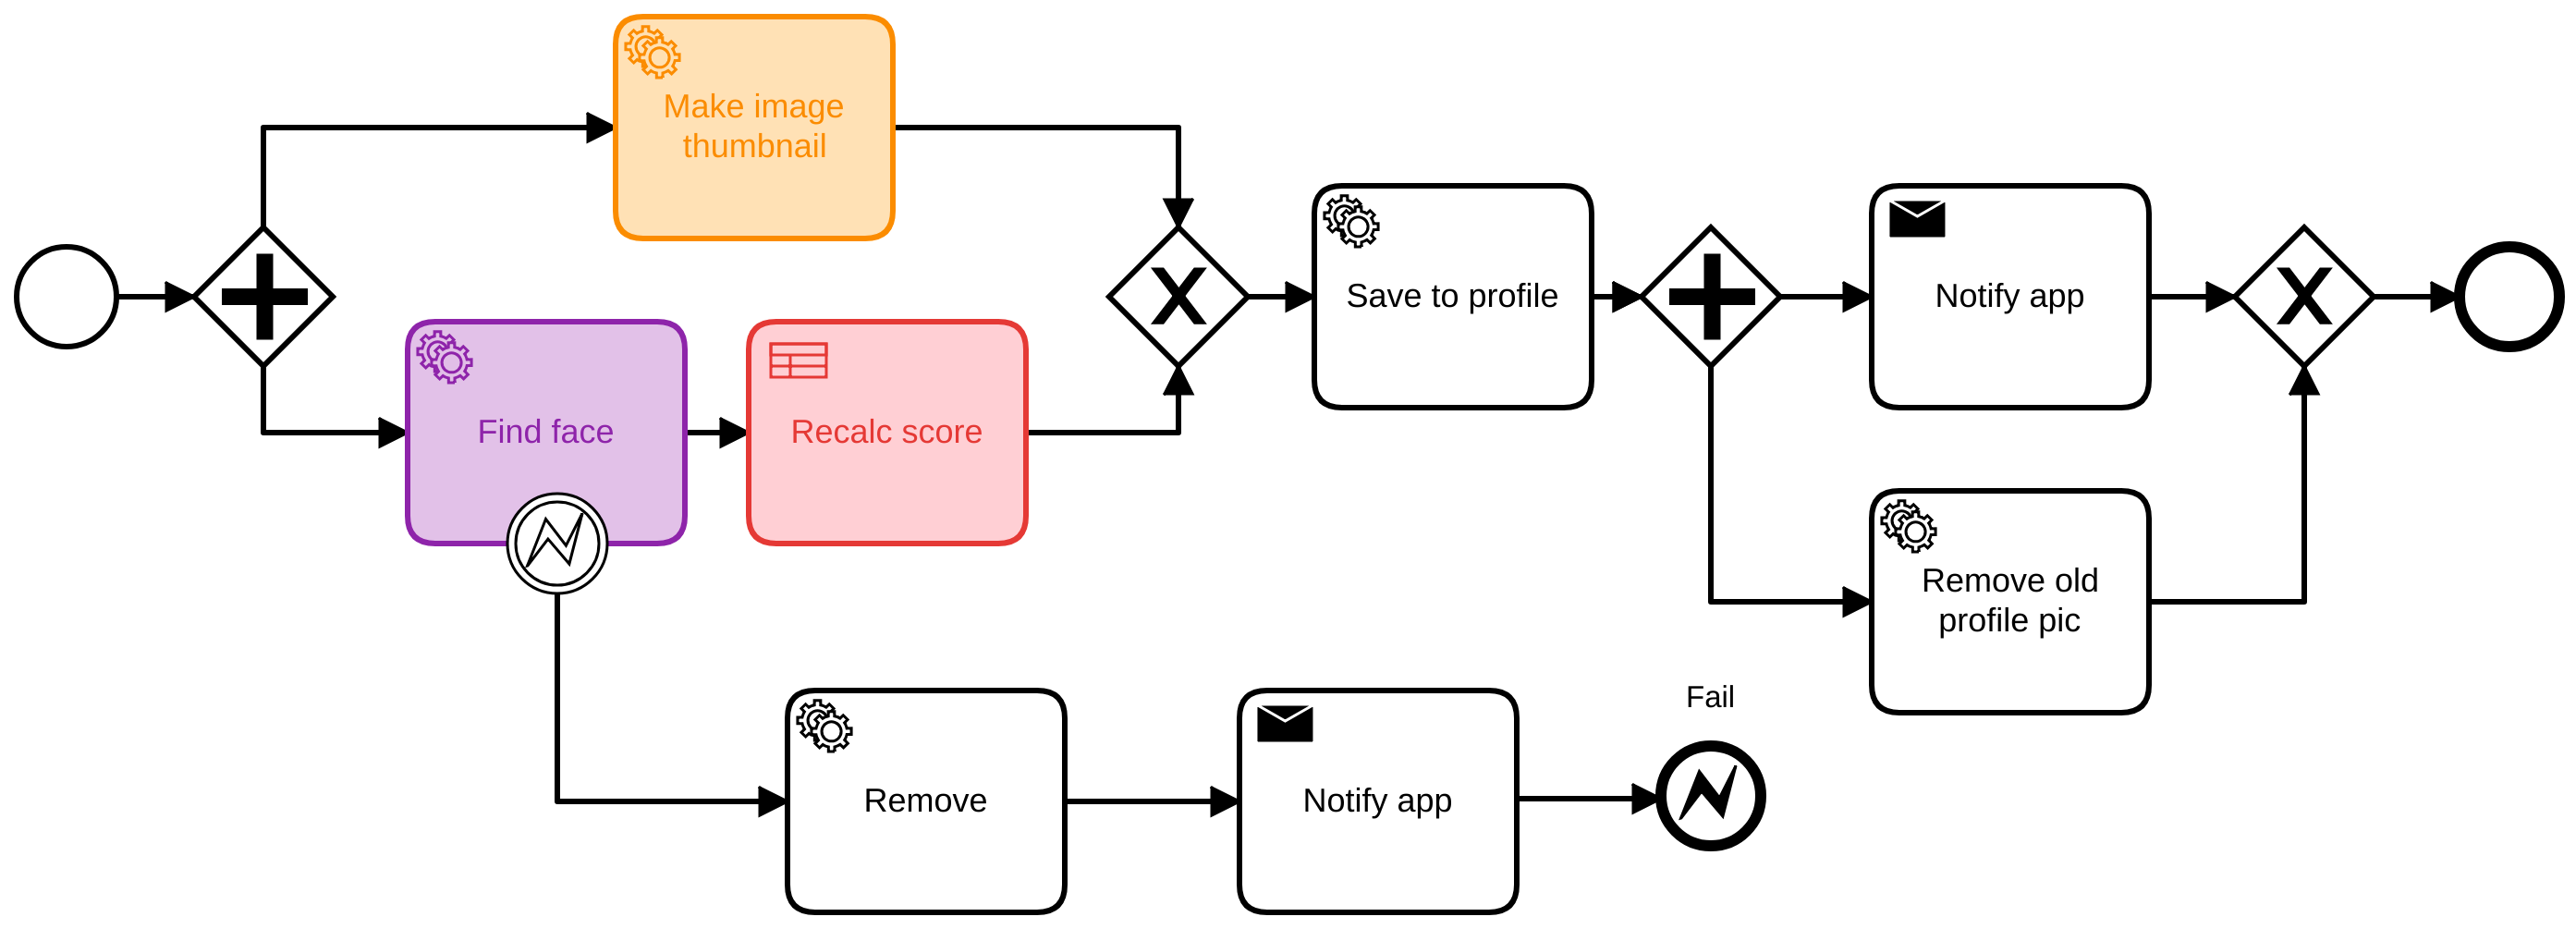 Make image
thumbnail
Find face
Recalc score
Save to profile
Notify app
Remove old
profile pic
Remove
Notify app
Fail